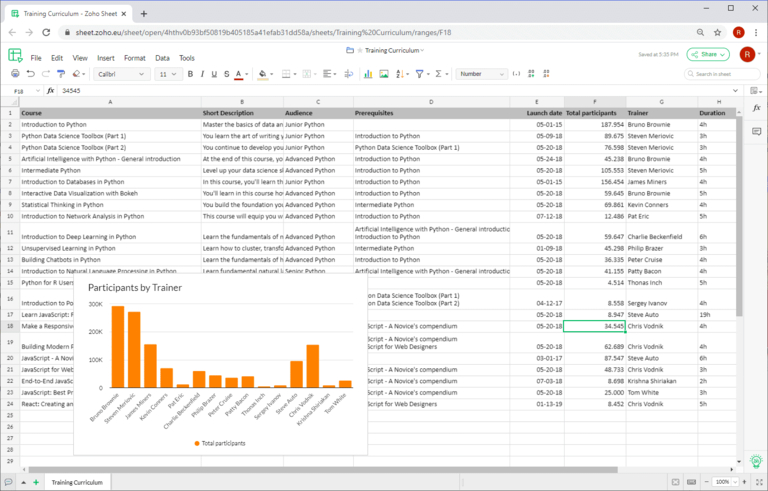 Training Curriculum - Zoho Sheet
sheet.zoho.eu/sheet/open/4hthv0b93bf50819b405185a41efab31dd58a/sheets/Training%20Curriculum/ranges/F18
R
Training Curriculum
File Edit View Insert Format Data Tools
Saved at 5:35 PM
Share
R
Calibri 11 B I U S A Number Search in sheet
F18 fx 34545
A B C D E F G H
1 Course Short Description Audience Prerequisites Launch date Total participants Trainer Duration
2 Introduction to Python Master the basics of data an Junior Python 05-01-15 187.954 Bruno Brownie 4h
3 Python Data Science Toolbox (Part 1) You learn the art of writing y Junior Python Introduction to Python 05-09-18 89.675 Steven Meriovic 3h
4 Python Data Science Toolbox (Part 2) You continue to develop you Junior Python Python Data Science Toolbox (Part 1) 05-20-18 76.598 Steven Meriovic 3h
5 Artificial Intelligence with Python - General introduction At the end of this course, yo Advanced Python Introduction to Python 05-24-18 45.238 Bruno Brownie 4h
6 Intermediate Python Level up your data science sk Advanced Python Introduction to Python 05-20-18 105.553 Steven Meriovic 5h
7 Introduction to Databases in Python In this course, you'll learn th Junior Python Introduction to Python 05-01-15 156.454 James Miners 4h
8 Interactive Data Visualization with Bokeh You'll learn in this course ho Advanced Python Introduction to Python 05-20-18 59.645 Bruno Brownie 5h
9 Statistical Thinking in Python You build the foundation yo Advanced Python Intermediate Python 05-20-18 69.861 Kevin Conners 4h
10 Introduction to Network Analysis in Python This course will equip you w Advanced Python Introduction to Python 07-12-18 12.486 Pat Eric 5h
Artificial Intelligence with Python - General introductio
11 Introduction to Deep Learning in Python Learn the fundamentals of n Advanced Python Introduction to Python 05-20-18 59.647 Charlie Beckenfield 6h
12 Unsupervised Learning in Python Learn how to cluster, transfo Advanced Python Intermediate Python 01-09-18 45.298 Philip Brazer 3h
13 Building Chatbots in Python Learn the fundamentals of h Advanced Python Introduction to Python 05-20-18 36.335 Peter Cruise 4h
14 Introduction to Natural Language Processing in Python Learn fundamental natural l Senior Python Artificial Intelligence with Python - General introductio 05-20-18 41.155 Patty Bacon 4h
15 Python for R Users 05-20-18 4.514 Thomas Inch 5h
on Data Science Toolbox (Part 1)
16 Introduction to Po on Data Science Toolbox (Part 2) 04-12-17 8.558 Sergey Ivanov 4h
17 Learn JavaScript: F 05-20-18 8.947 Steve Auto 19h
18 Make a Responsive Script - A Novice's compendium 05-20-18 34.545 Chris Vodnik 4h
Script - A Novice's compendium
19 Building Modern Script for Web Designers 05-20-18 62.689 Chris Vodnik 4h
20 JavaScript - A Nov 03-01-17 87.547 Steve Auto 6h
21 JavaScript for Web Script - A Novice's compendium 05-20-18 48.733 Chris Vodnik 3h
22 End-to-End JavaSc Script - A Novice's compendium 07-03-18 8.698 Krishna Shiriakan 2h
23 JavaScript: Best Pr Script - A Novice's compendium 05-20-18 25.000 Tom White 3h
24 React: Creating an Script for Web Designers 01-13-19 8.452 Chris Vodnik 5h
25
26
27
28
29
Participants by Trainer
300K
200K
100K
0
Bruno Brownie Steven Meriovic James Miners Kevin Conners Pat Eric Charlie Beckenfield Philip Brazer Peter Cruise Patty Bacon Thomas Inch Sergey Ivanov Steve Auto Chris Vodnik Krishna Shiriakan Tom White
Total participants
Training Curriculum
100%